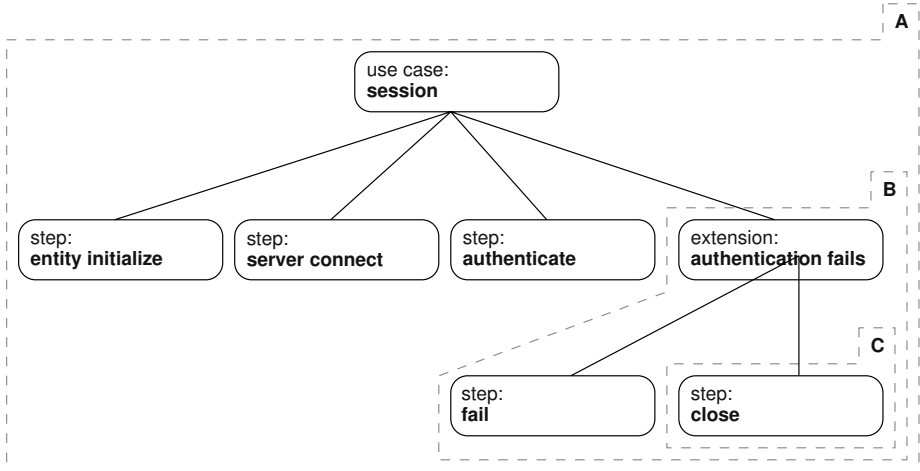 A
use case:
session
B
step:
entity initialize
step:
server connect
step:
authenticate
extension:
authentication fails
C
step:
fail
step:
close